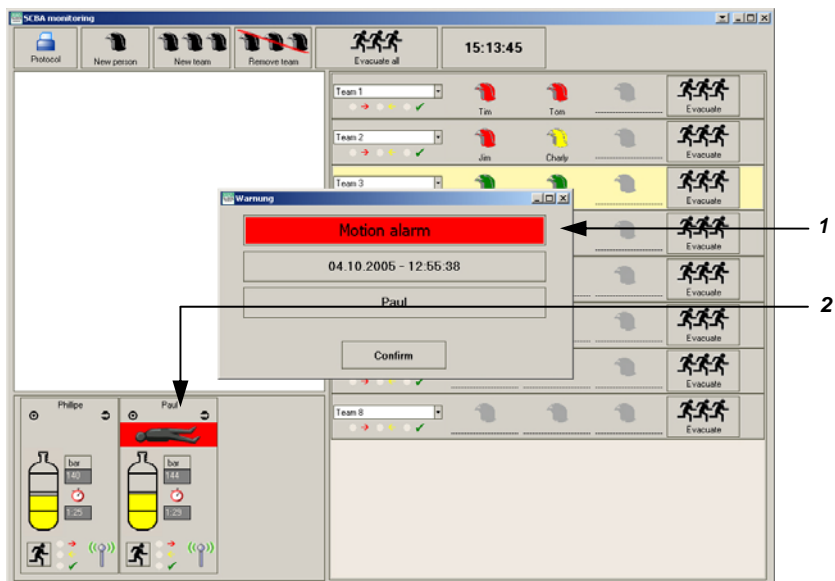 SCBA monitoring
Protocol
New person
New team
Remove team
Evacuate all
15:13:45
Team 1
Tim
Tom
Evacuate
Team 2
Jim
Charly
Evacuate
Team 3
Evacuate
Warnung
Motion alarm
04.10.2005 - 12:55:38
Paul
Confirm
1
2
Evacuate
Evacuate
Evacuate
Evacuate
Team 8
Evacuate
Philipe
bar
140
1:25
Paul
bar
144
1:29